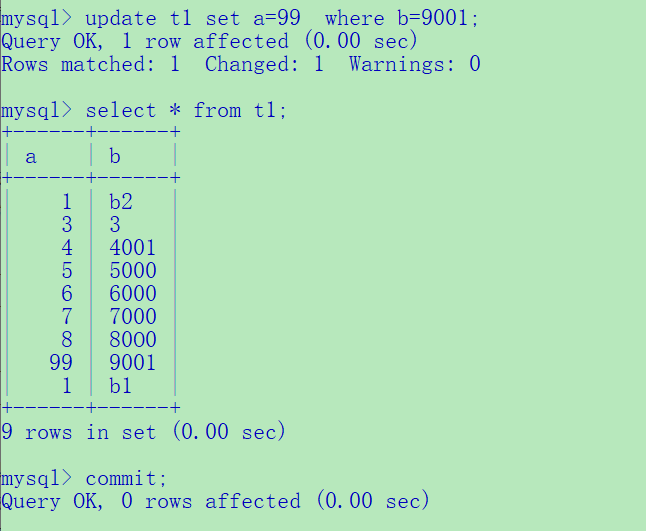 mysql> update t1 set a=99  where b=9001;
Query OK, 1 row affected (0.00 sec)
Rows matched: 1  Changed: 1  Warnings: 0
mysql> select * from t1;
+------+------+
| a    | b    |
+------+------+
|    1 | b2   |
|    3 | 3    |
|    4 | 4001 |
|    5 | 5000 |
|    6 | 6000 |
|    7 | 7000 |
|    8 | 8000 |
|   99 | 9001 |
|    1 | b1   |
+------+------+
9 rows in set (0.00 sec)
mysql> commit;
Query OK, 0 rows affected (0.00 sec)